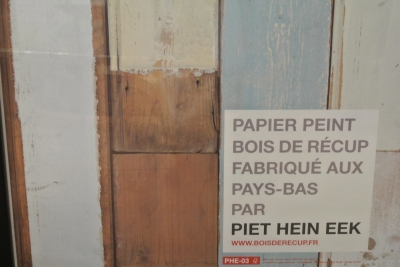 PAPIER PEINT
BOIS DE RÉCUP
FABRIQUÉ AUX
PAYS-BAS
PAR
PIET HEIN EEK
WWW.BOISDERECUP.FR
PHE-03